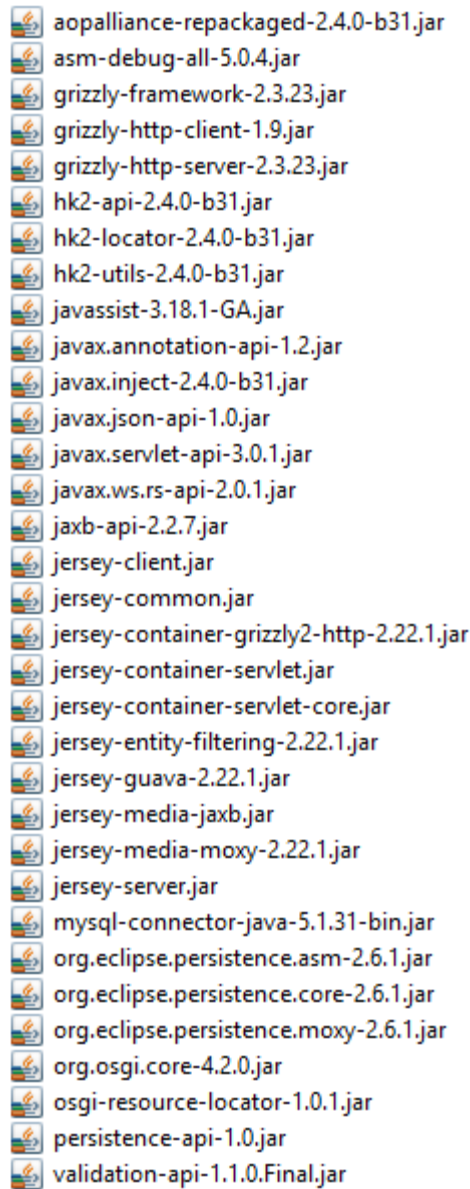 aopalliance-repackaged-2.4.0-b31.jar
asm-debug-all-5.0.4.jar
grizzly-framework-2.3.23.jar
grizzly-http-client-1.9.jar
grizzly-http-server-2.3.23.jar
hk2-api-2.4.0-b31.jar
hk2-locator-2.4.0-b31.jar
hk2-utils-2.4.0-b31.jar
javassist-3.18.1-GA.jar
javax.annotation-api-1.2.jar
javax.inject-2.4.0-b31.jar
javax.json-api-1.0.jar
javax.servlet-api-3.0.1.jar
javax.ws.rs-api-2.0.1.jar
jaxb-api-2.2.7.jar
jersey-client.jar
jersey-common.jar
jersey-container-grizzly2-http-2.22.1.jar
jersey-container-servlet.jar
jersey-container-servlet-core.jar
jersey-entity-filtering-2.22.1.jar
jersey-guava-2.22.1.jar
jersey-media-jaxb.jar
jersey-media-moxy-2.22.1.jar
jersey-server.jar
mysql-connector-java-5.1.31-bin.jar
org.eclipse.persistence.asm-2.6.1.jar
org.eclipse.persistence.core-2.6.1.jar
org.eclipse.persistence.moxy-2.6.1.jar
org.osgi.core-4.2.0.jar
osgi-resource-locator-1.0.1.jar
persistence-api-1.0.jar
validation-api-1.1.0.Final.jar